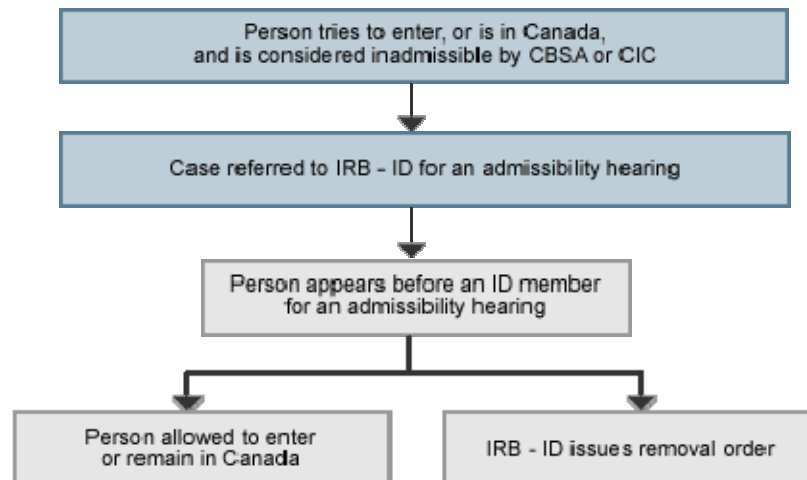 Person tries to enter, or is in Canada,
and is considered inadmissible by CBSA or CIC
Case referred to IRB - ID for an admissibility hearing
Person appears before an ID member
for an admissibility hearing
Person allowed to enter
or remain in Canada
IRB - ID issues removal order